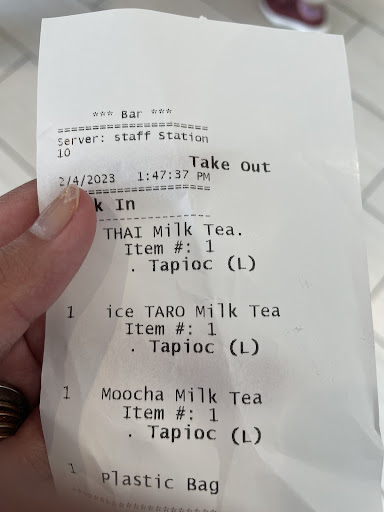 *** Bar ***
==========================
Server: Staff Station
10
Take Out
2/4/2023 1:47:37 PM
==========================
k In
--------------------------
THAI Milk Tea.
Item #: 1
. Tapioc (L)
1 ice TARO Milk Tea
Item #: 1
. Tapioc (L)
1 Moocha Milk Tea
Item #: 1
. Tapioc (L)
1 Plastic Bag